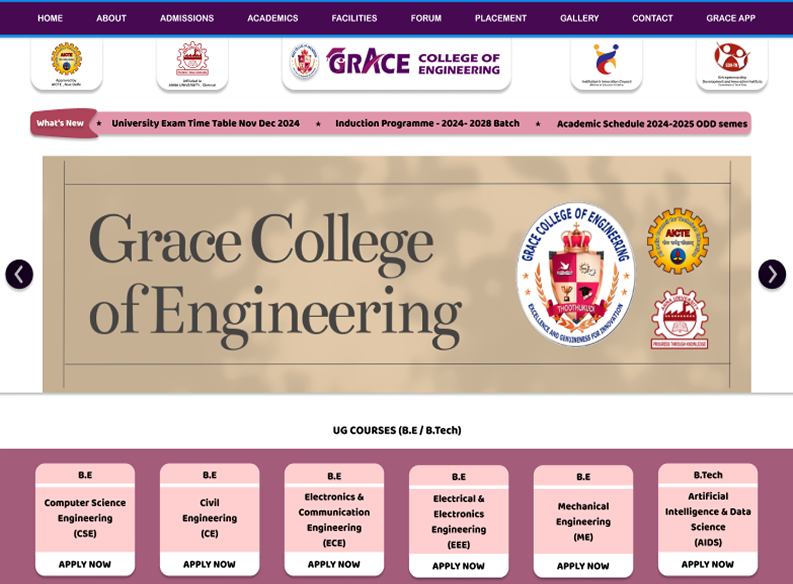 HOME ABOUT ADMISSIONS ACADEMICS FACILITIES FORUM PLACEMENT GALLERY CONTACT GRACE APP
AICTE
Approved by
AICTE, New Delhi
Affiliated to
ANNA UNIVERSITY, Chennai
GRACE COLLEGE OF
ENGINEERING
Institution's Innovation Council
Entrepreneurship
Development and Innovation Institute
What's New ★ University Exam Time Table Nov Dec 2024 ★ Induction Programme - 2024- 2028 Batch ★ Academic Schedule 2024-2025 ODD semes
Grace College
of Engineering
GRACE COLLEGE OF ENGINEERING
THOOTHUKUDI
EXCELLENCE AND GENUINENESS FOR INNOVATION
AICTE
ANNA UNIVERSITY
PROGRESS THROUGH KNOWLEDGE
UG COURSES (B.E / B.Tech)
B.E
Computer Science
Engineering
(CSE)
APPLY NOW
B.E
Civil
Engineering
(CE)
APPLY NOW
B.E
Electronics &
Communication
Engineering
(ECE)
APPLY NOW
B.E
Electrical &
Electronics
Engineering
(EEE)
APPLY NOW
B.E
Mechanical
Engineering
(ME)
APPLY NOW
B.Tech
Artificial
Intelligence & Data
Science
(AIDS)
APPLY NOW